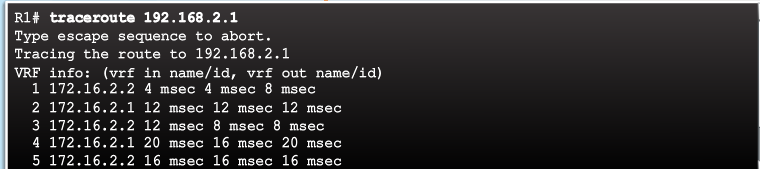 R1# traceroute 192.168.2.1
Type escape sequence to abort.
Tracing the route to 192.168.2.1
VRF info: (vrf in name/id, vrf out name/id)
1 172.16.2.2 4 msec 4 msec 8 msec
2 172.16.2.1 12 msec 12 msec 12 msec
3 172.16.2.2 12 msec 8 msec 8 msec
4 172.16.2.1 20 msec 16 msec 20 msec
5 172.16.2.2 16 msec 16 msec 16 msec